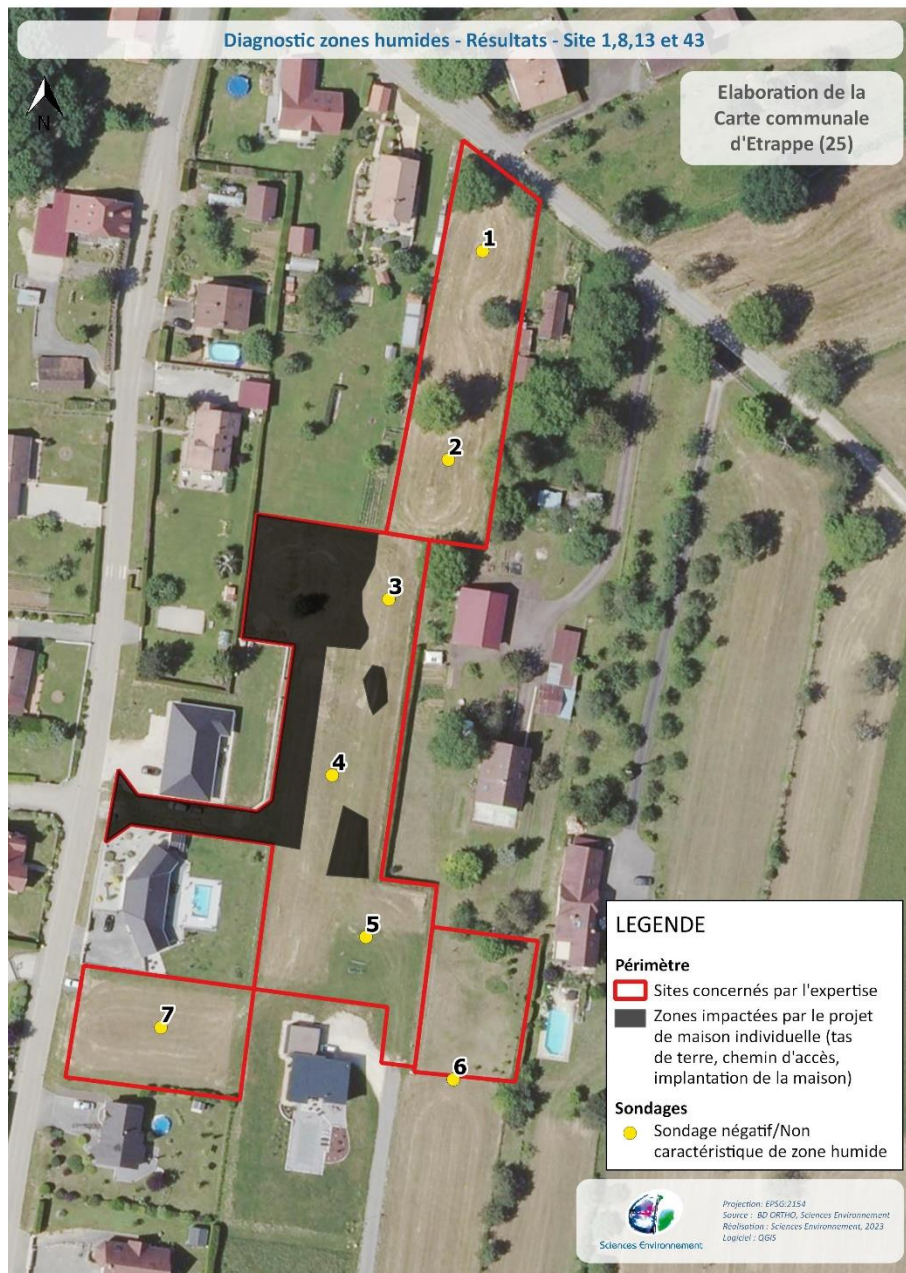 Diagnostic zones humides - Résultats - Site 1,8,13 et 43
N
Elaboration de la
Carte communale
d'Etrappe (25)
1
2
3
4
5
6
7
LEGENDE
Périmètre
Sites concernés par l'expertise
Zones impactées par le projet
de maison individuelle (tas
de terre, chemin d'accès,
implantation de la maison)
Sondages
Sondage négatif/Non
caractéristique de zone humide
Sciences Environnement
Projection: EPSG:2154
Source : BD ORTHO, Sciences Environnement
Réalisation : Sciences Environnement, 2023
Logiciel : QGIS